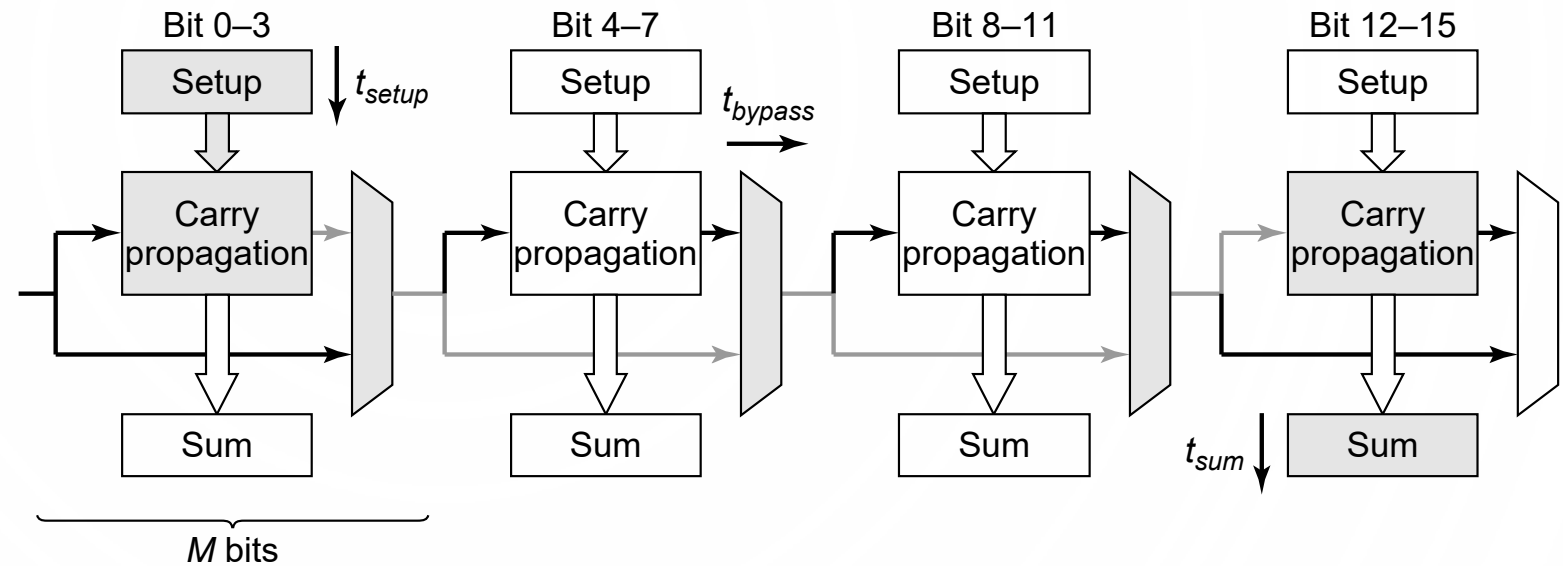 Bit 0–3
Bit 4–7
Bit 8–11
Bit 12–15
Setup
t_setup
Setup
t_bypass
Setup
Setup
Carry
propagation
Carry
propagation
Carry
propagation
Carry
propagation
Sum
Sum
Sum
t_sum
Sum
M bits